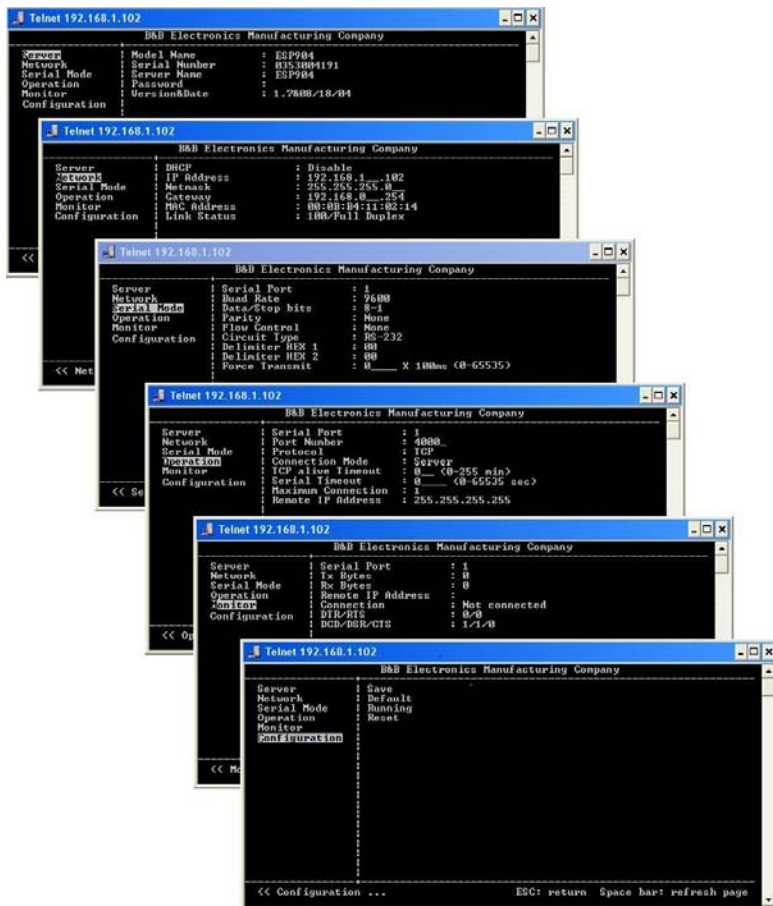 Telnet 192.168.1.102
B&B Electronics Manufacturing Company
Server Model Name : ESP904
Network Serial Number : 0353004191
Serial Mode Server Name : ESP904
Operation Password :
Monitor Version&Date : 1.7&08/18/04
Configuration
<<
Telnet 192.168.1.102
B&B Electronics Manufacturing Company
Server DHCP : Disable
Network IP Address : 192.168.1__.102
Serial Mode Netmask : 255.255.255.0__
Operation Gateway : 192.168.0__.254
Monitor MAC Address : 00:0B:B4:11:02:14
Configuration Link Status : 100/Full Duplex
<< Net
Telnet 192.168.1.102
B&B Electronics Manufacturing Company
Server Serial Port : 1
Network Buad Rate : 9600
Serial Mode Data/Stop bits : 8-1
Operation Parity : None
Monitor Flow Control : None
Configuration Circuit Type : RS-232
Delimiter HEX 1 : 00
Delimiter HEX 2 : 00
Force Transmit : 0____ X 100ms (0-65535)
<< Se
Telnet 192.168.1.102
B&B Electronics Manufacturing Company
Server Serial Port : 1
Network Port Number : 4000_
Serial Mode Protocol : TCP
Operation Connection Mode : Server
Monitor TCP alive Timeout : 0__ (0-255 min)
Configuration Serial Timeout : 0____ (0-65535 sec)
Maximum Connection : 1
Remote IP Address : 255.255.255.255
<< Op
Telnet 192.168.1.102
B&B Electronics Manufacturing Company
Server Serial Port : 1
Network Tx Bytes : 0
Serial Mode Rx Bytes : 0
Operation Remote IP Address :
Monitor Connection : Not connected
Configuration DTR/RTS : 0/0
DCD/DSR/CTS : 1/1/0
<< Mo
Telnet 192.168.1.102
B&B Electronics Manufacturing Company
Server Save
Network Default
Serial Mode Running
Operation Reset
Monitor
Configuration
<< Configuration ... ESC: return Space bar: refresh page